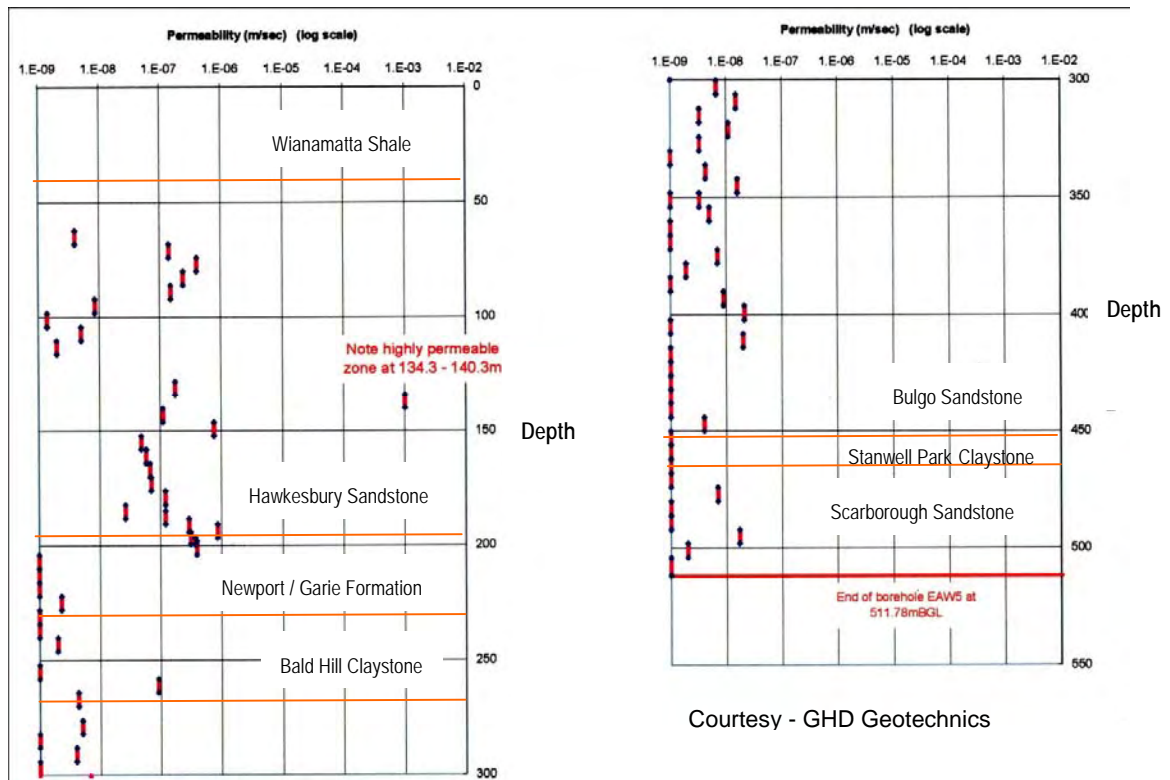 Permeability (m/sec) (log scale)
1.E-09 1.E-08 1.E-07 1.E-06 1.E-05 1.E-04 1.E-03 1.E-02
0
Wianamatta Shale
50
100
Note highly permeable
zone at 134.3 - 140.3m
150
Depth
Hawkesbury Sandstone
200
Newport / Garie Formation
Bald Hill Claystone
250
300
Permeability (m/sec) (log scale)
1.E-09 1.E-08 1.E-07 1.E-06 1.E-05 1.E-04 1.E-03 1.E-02
300
350
Depth
400
Bulgo Sandstone
450
Stanwell Park Claystone
Scarborough Sandstone
500
End of borehole EAW5 at
511.78mBGL
550
Courtesy - GHD Geotechnics